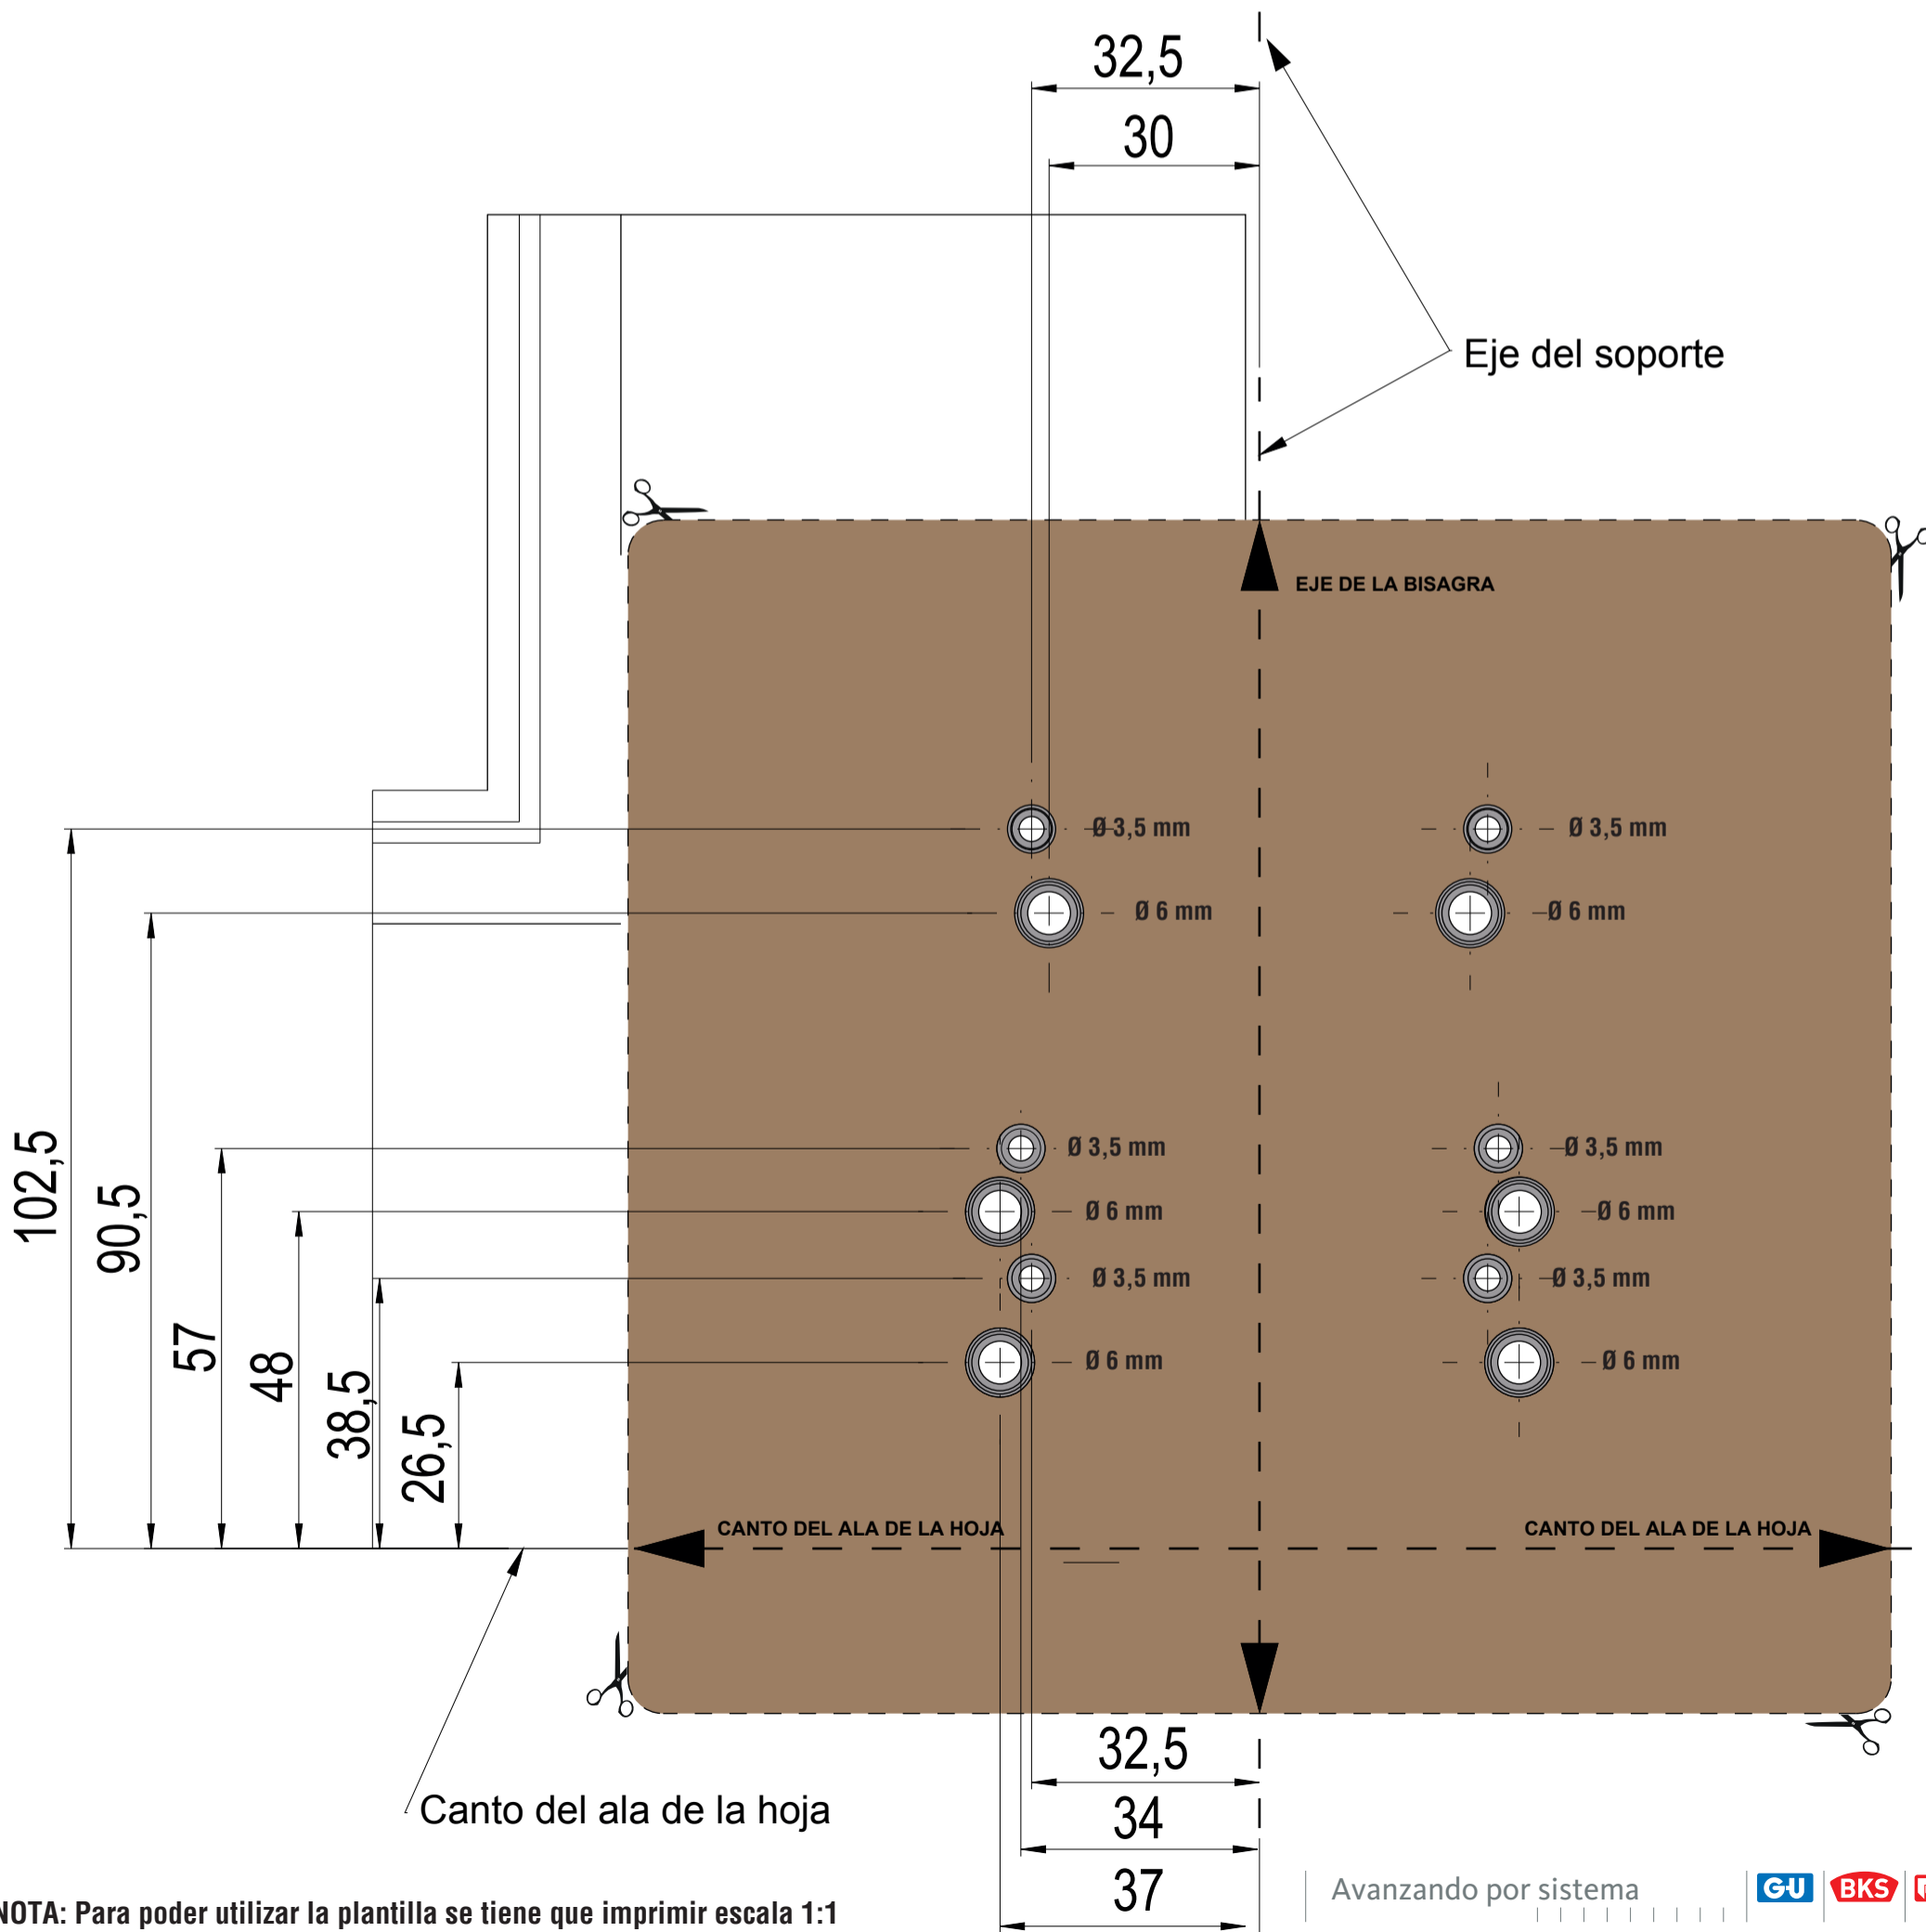 32,5
30
Eje del soporte
EJE DE LA BISAGRA
Ø 3,5 mm
Ø 3,5 mm
Ø 6 mm
Ø 6 mm
102,5
90,5
57
48
38,5
26,5
Ø 3,5 mm
Ø 3,5 mm
Ø 6 mm
Ø 6 mm
Ø 3,5 mm
Ø 3,5 mm
Ø 6 mm
Ø 6 mm
CANTO DEL ALA DE LA HOJA
CANTO DEL ALA DE LA HOJA
32,5
Canto del ala de la hoja
34
37
Avanzando por sistema
GU
BKS
NOTA: Para poder utilizar la plantilla se tiene que imprimir escala 1:1